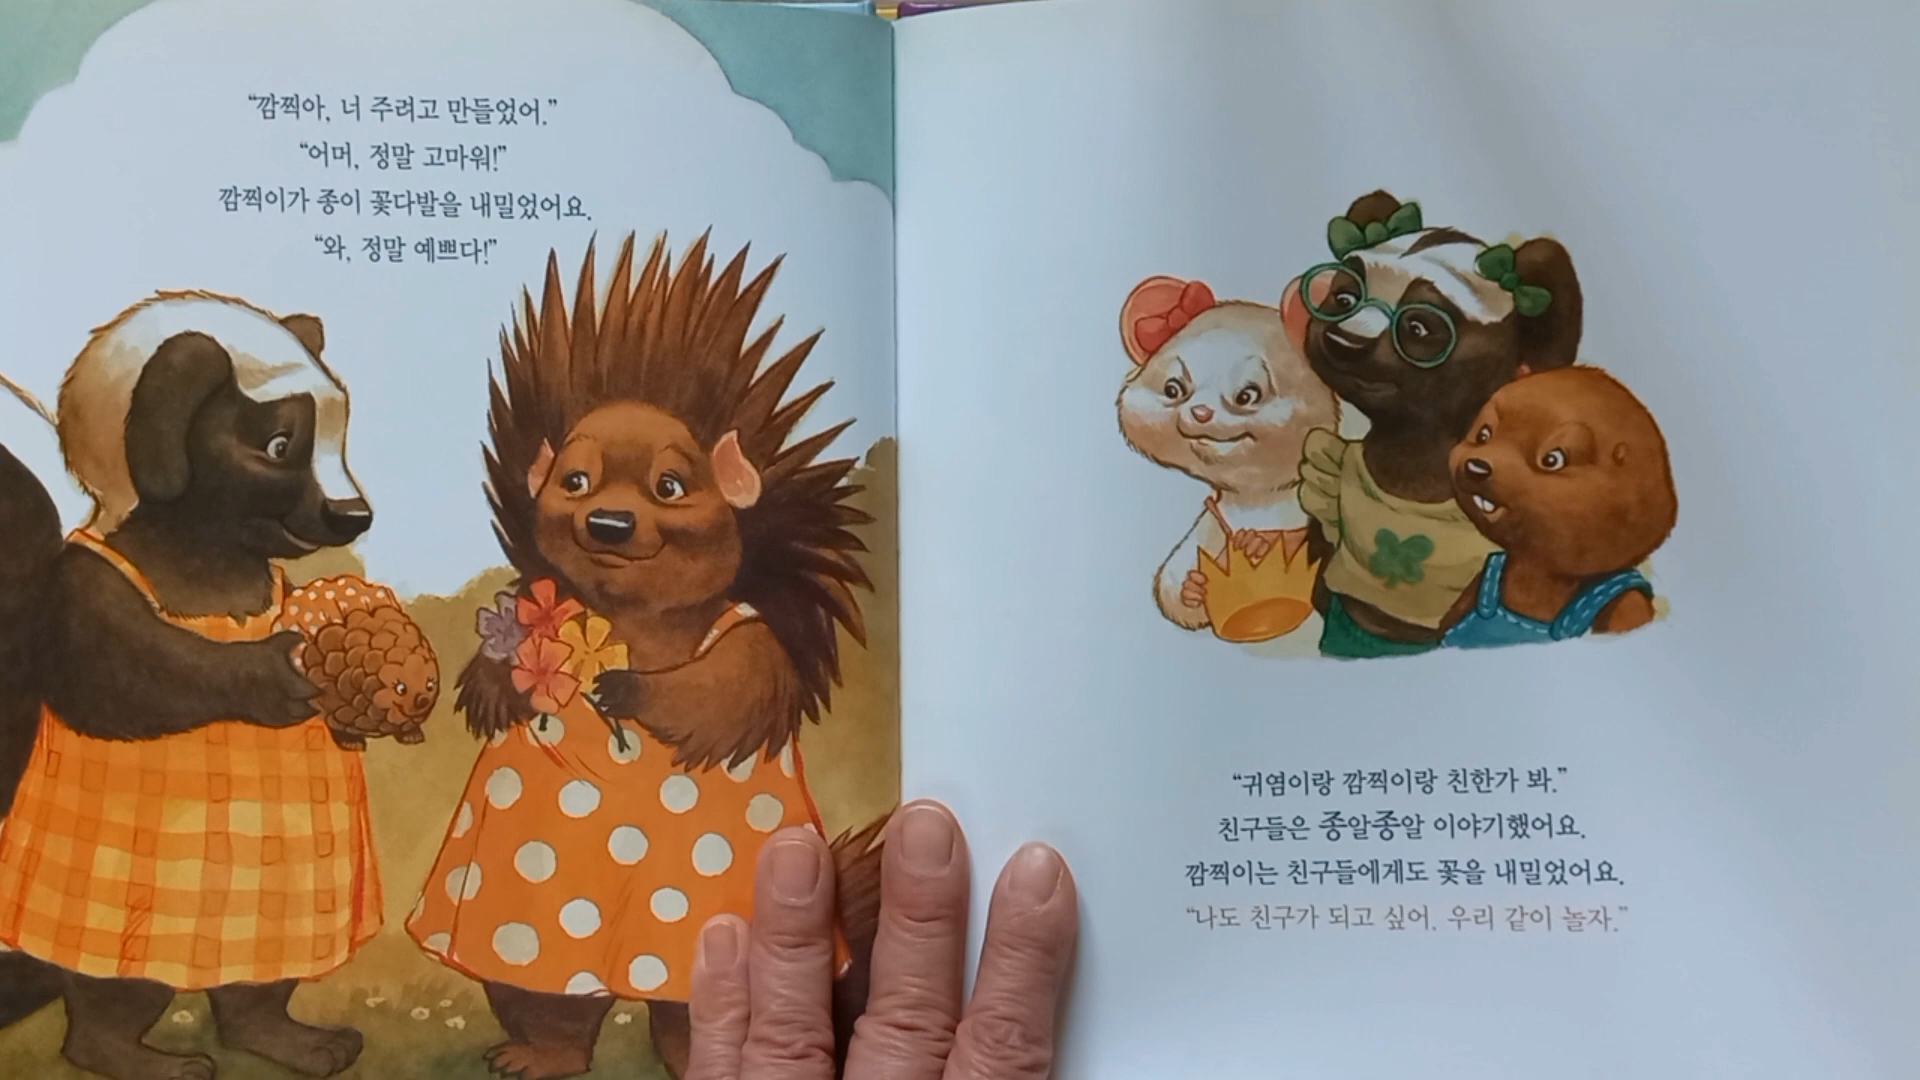 “깜찍아, 너 주려고 만들었어.”
“어머, 정말 고마워!”
깜찍이가 종이 꽃다발을 내밀었어요.
“와, 정말 예쁘다!”
“귀염이랑 깜찍이랑 친한가 봐.”
친구들은 종알종알 이야기했어요.
깜찍이는 친구들에게도 꽃을 내밀었어요.
“나도 친구가 되고 싶어. 우리 같이 놀자.”